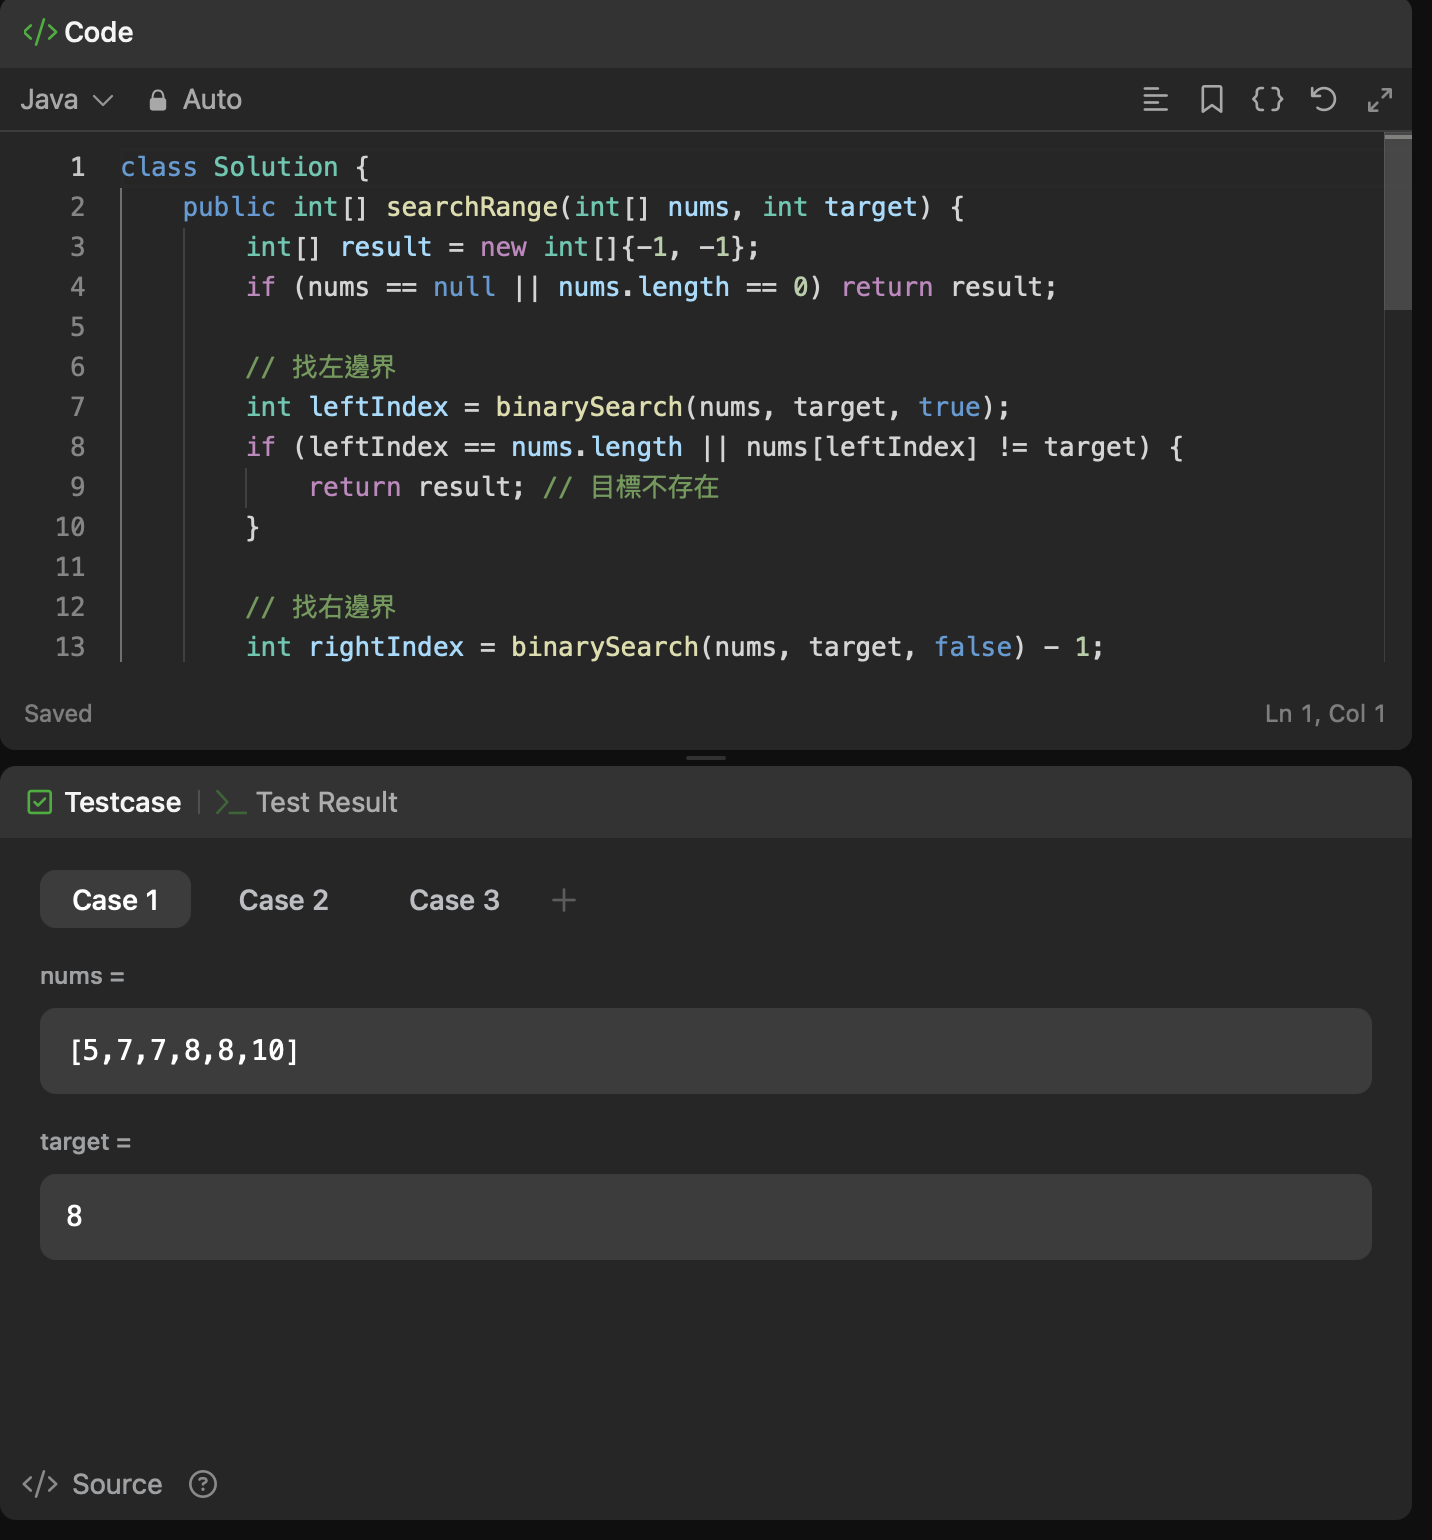 Code
Java Auto
1 class Solution {
2 public int[] searchRange(int[] nums, int target) {
3 int[] result = new int[]{-1, -1};
4 if (nums == null || nums.length == 0) return result;
5
6 // 找左邊界
7 int leftIndex = binarySearch(nums, target, true);
8 if (leftIndex == nums.length || nums[leftIndex] != target) {
9 return result; // 目標不存在
10 }
11
12 // 找右邊界
13 int rightIndex = binarySearch(nums, target, false) - 1;
Saved Ln 1, Col 1
Testcase Test Result
Case 1 Case 2 Case 3 +
nums =
[5,7,7,8,8,10]
target =
8
Source